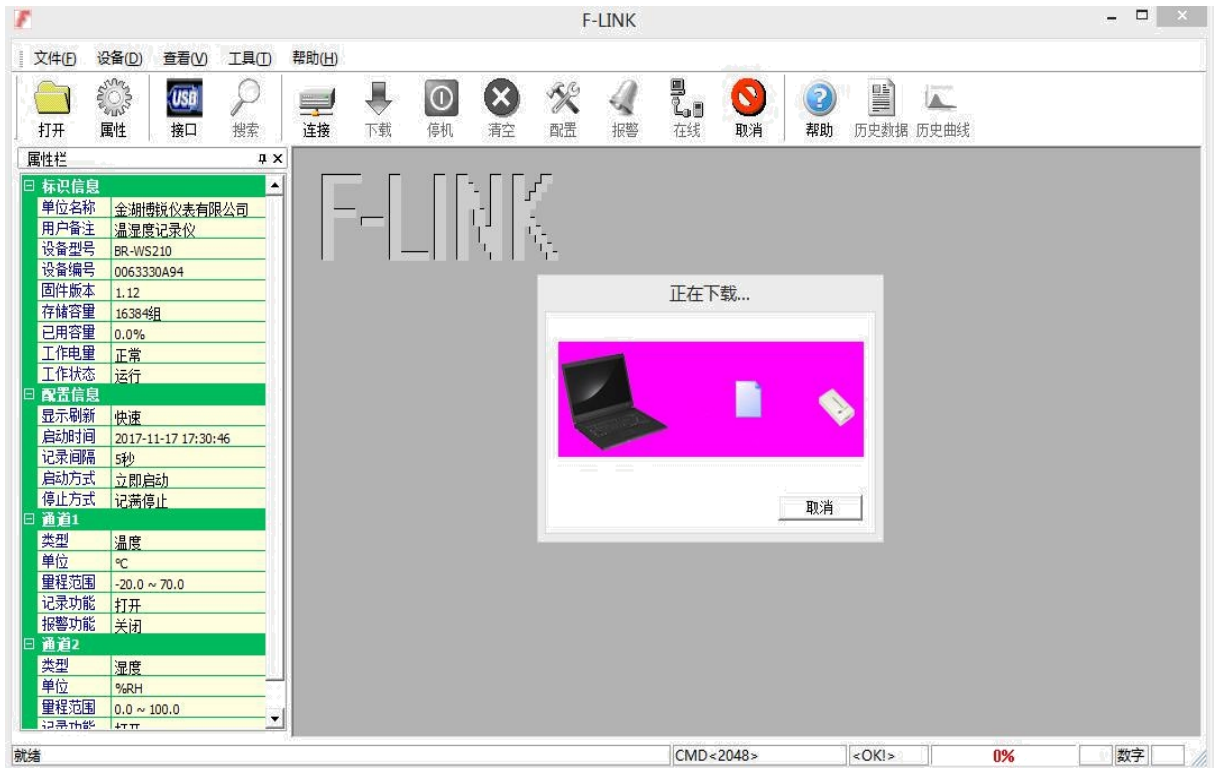 F-LINK
文件(F) 设备(D) 查看(V) 工具(T) 帮助(H)
USB
打开 属性 接口 搜索 连接 下载 停机 清空 配置 报警 在线 取消 帮助 历史数据 历史曲线
属性栏
标识信息
单位名称 金湖博锐仪表有限公司
用户备注 温湿度记录仪
设备型号 BR-WS210
设备编号 0063330A94
固件版本 1.12
存储容量 16384组
已用容量 0.0%
工作电量 正常
工作状态 运行
配置信息
显示刷新 快速
启动时间 2017-11-17 17:30:46
记录间隔 5秒
启动方式 立即启动
停止方式 记满停止
通道1
类型 温度
单位 ℃
量程范围 -20.0 ~ 70.0
记录功能 打开
报警功能 关闭
通道2
类型 湿度
单位 %RH
量程范围 0.0 ~ 100.0
记录功能 打开
F-LINK
正在下载...
取消
就绪 CMD<2048> <OK!> 0% 数字